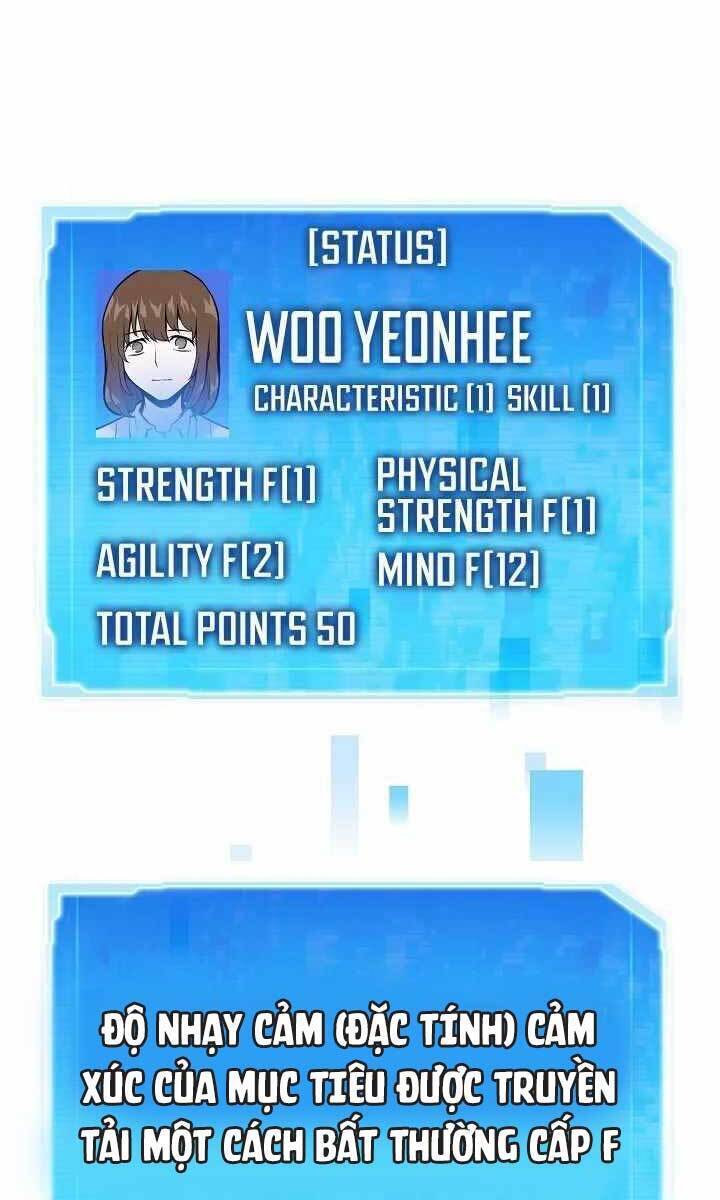 [STATUS]
WOO YEONHEE
CHARACTERISTIC [1] SKILL [1]
STRENGTH F[1]
PHYSICAL
STRENGTH F[1]
AGILITY F[2]
MIND F[12]
TOTAL POINTS 50
ĐỘ NHẠY CẢM (ĐẶC TÍNH) CẢM
XÚC CỦA MỤC TIÊU ĐƯỢC TRUYỀN
TẢI MỘT CÁCH BẤT THƯỜNG CẤP F